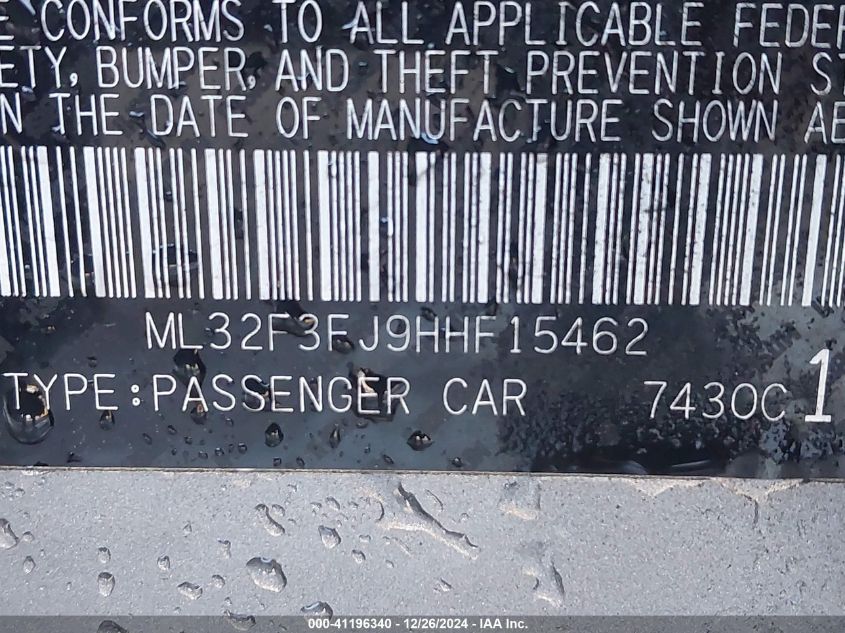 CONFORMS TO ALL APPLICABLE FEDER
ETY, BUMPER, AND THEFT PREVENTION ST
N THE DATE OF MANUFACTURE SHOWN AB
ML32F3FJ9HHF15462
TYPE:PASSENGER CAR 7430C 1
000-41196340 - 12/26/2024 - IAA Inc.